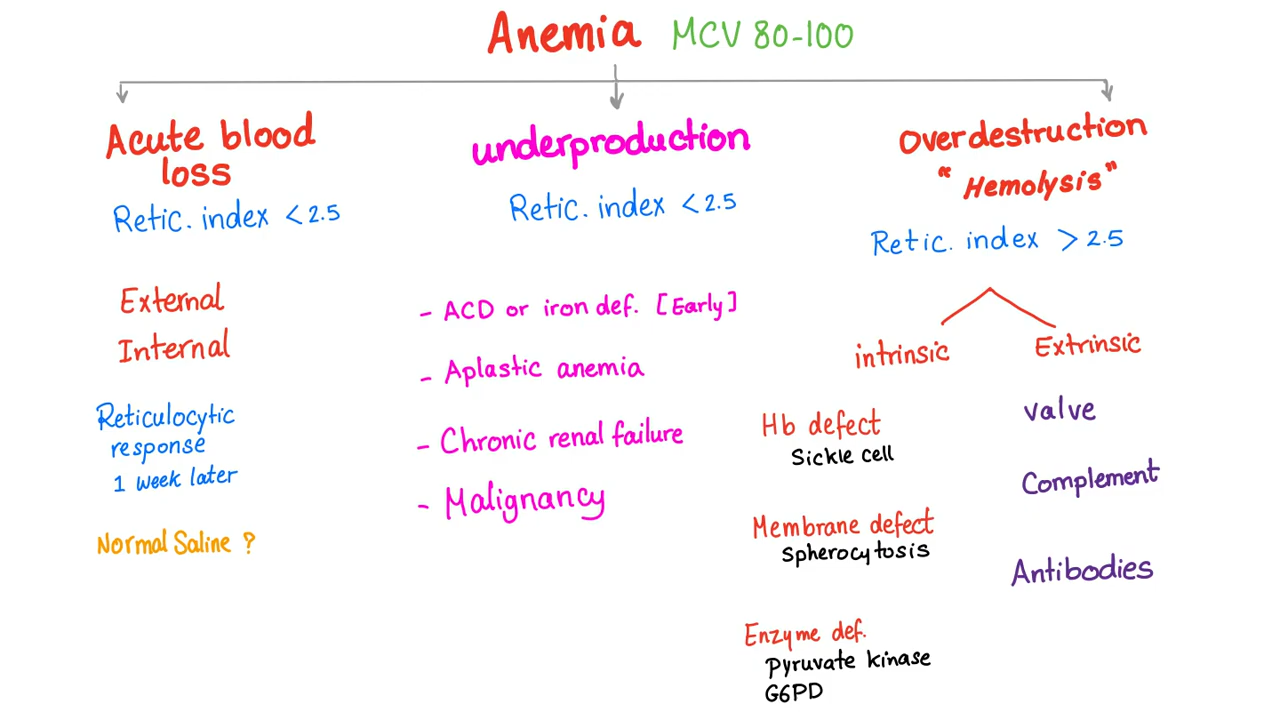 Anemia MCV 80-100
Acute blood
loss
Retic. index < 2.5
External
Internal
Reticulocytic
response
1 week later
Normal Saline ?
underproduction
Retic. index < 2.5
- ACD or iron def. [Early]
- Aplastic anemia
- Chronic renal failure
- Malignancy
Overdestruction
"Hemolysis"
Retic. index > 2.5
intrinsic
Hb defect
Sickle cell
Membrane defect
Spherocytosis
Enzyme def.
Pyruvate kinase
G6PD
Extrinsic
valve
Complement
Antibodies